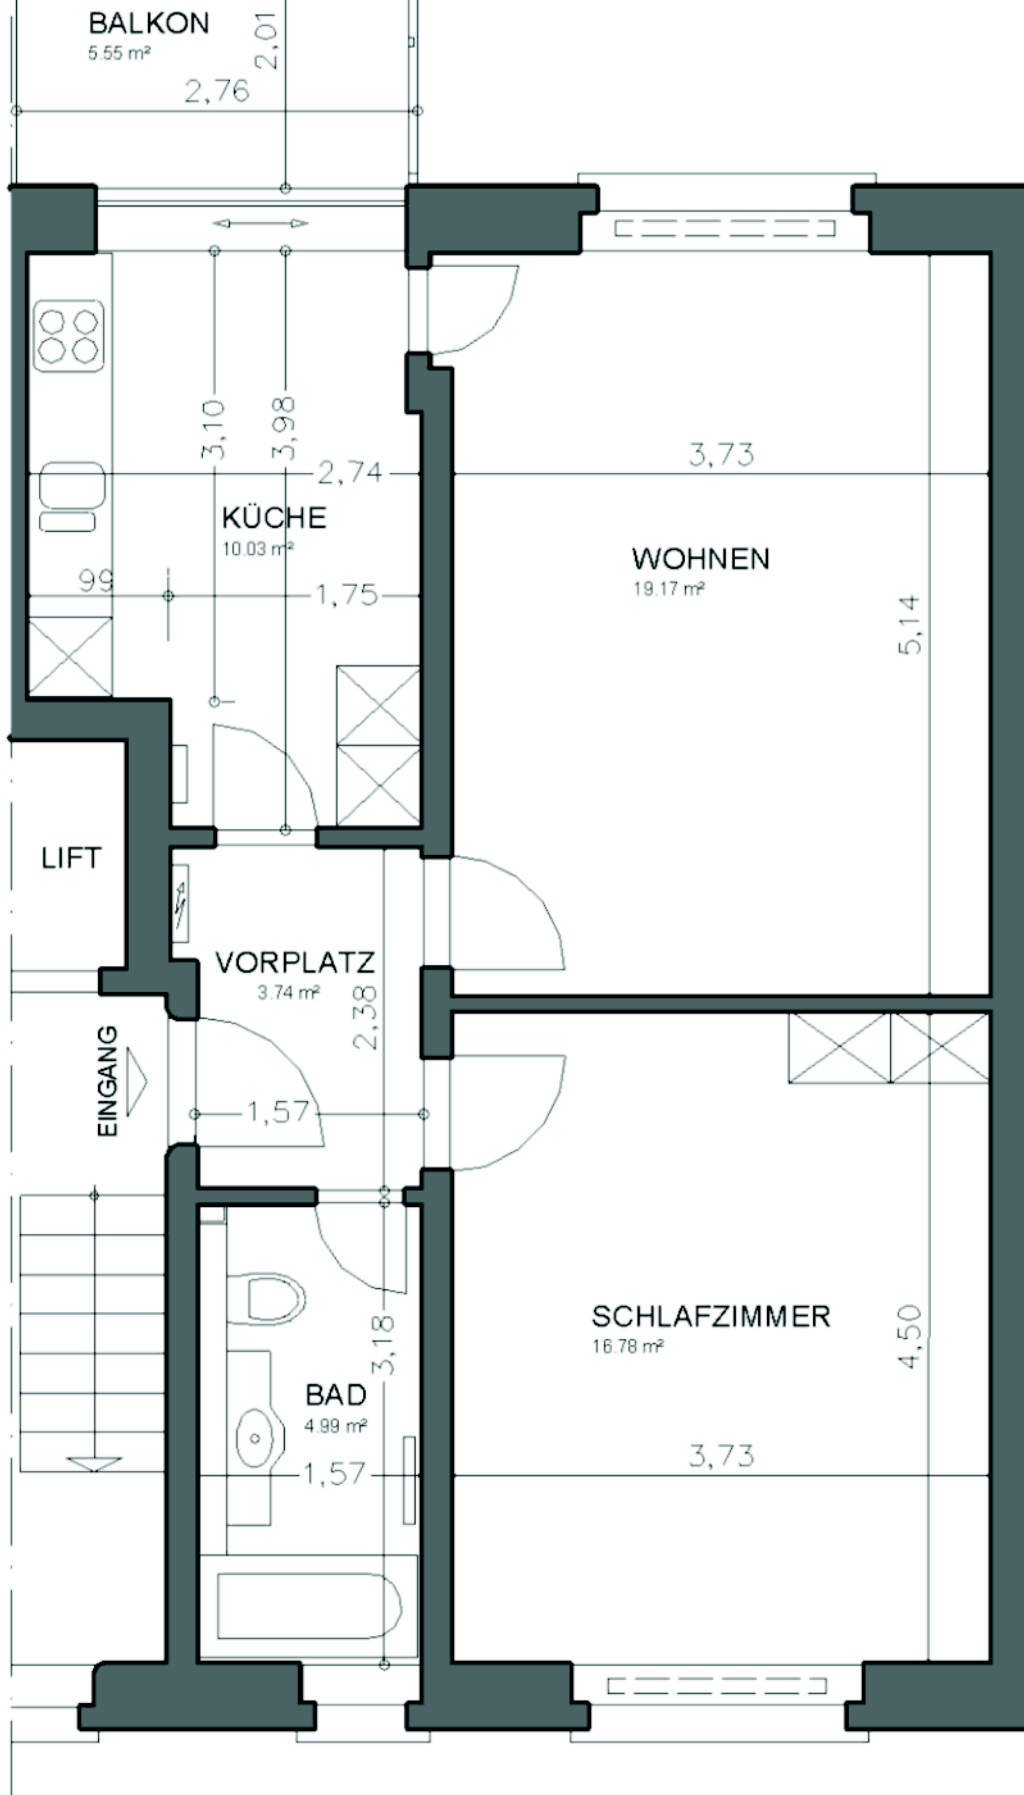 BALKON
5.55 m²
2,01
2,76
3,10
3,98
2,74
KÜCHE
10.03 m²
99
1,75
3,73
WOHNEN
19.17 m²
5,14
LIFT
VORPLATZ
3.74 m²
2,38
EINGANG
1,57
SCHLAFZIMMER
16.78 m²
4,50
3,18
BAD
4.99 m²
1,57
3,73